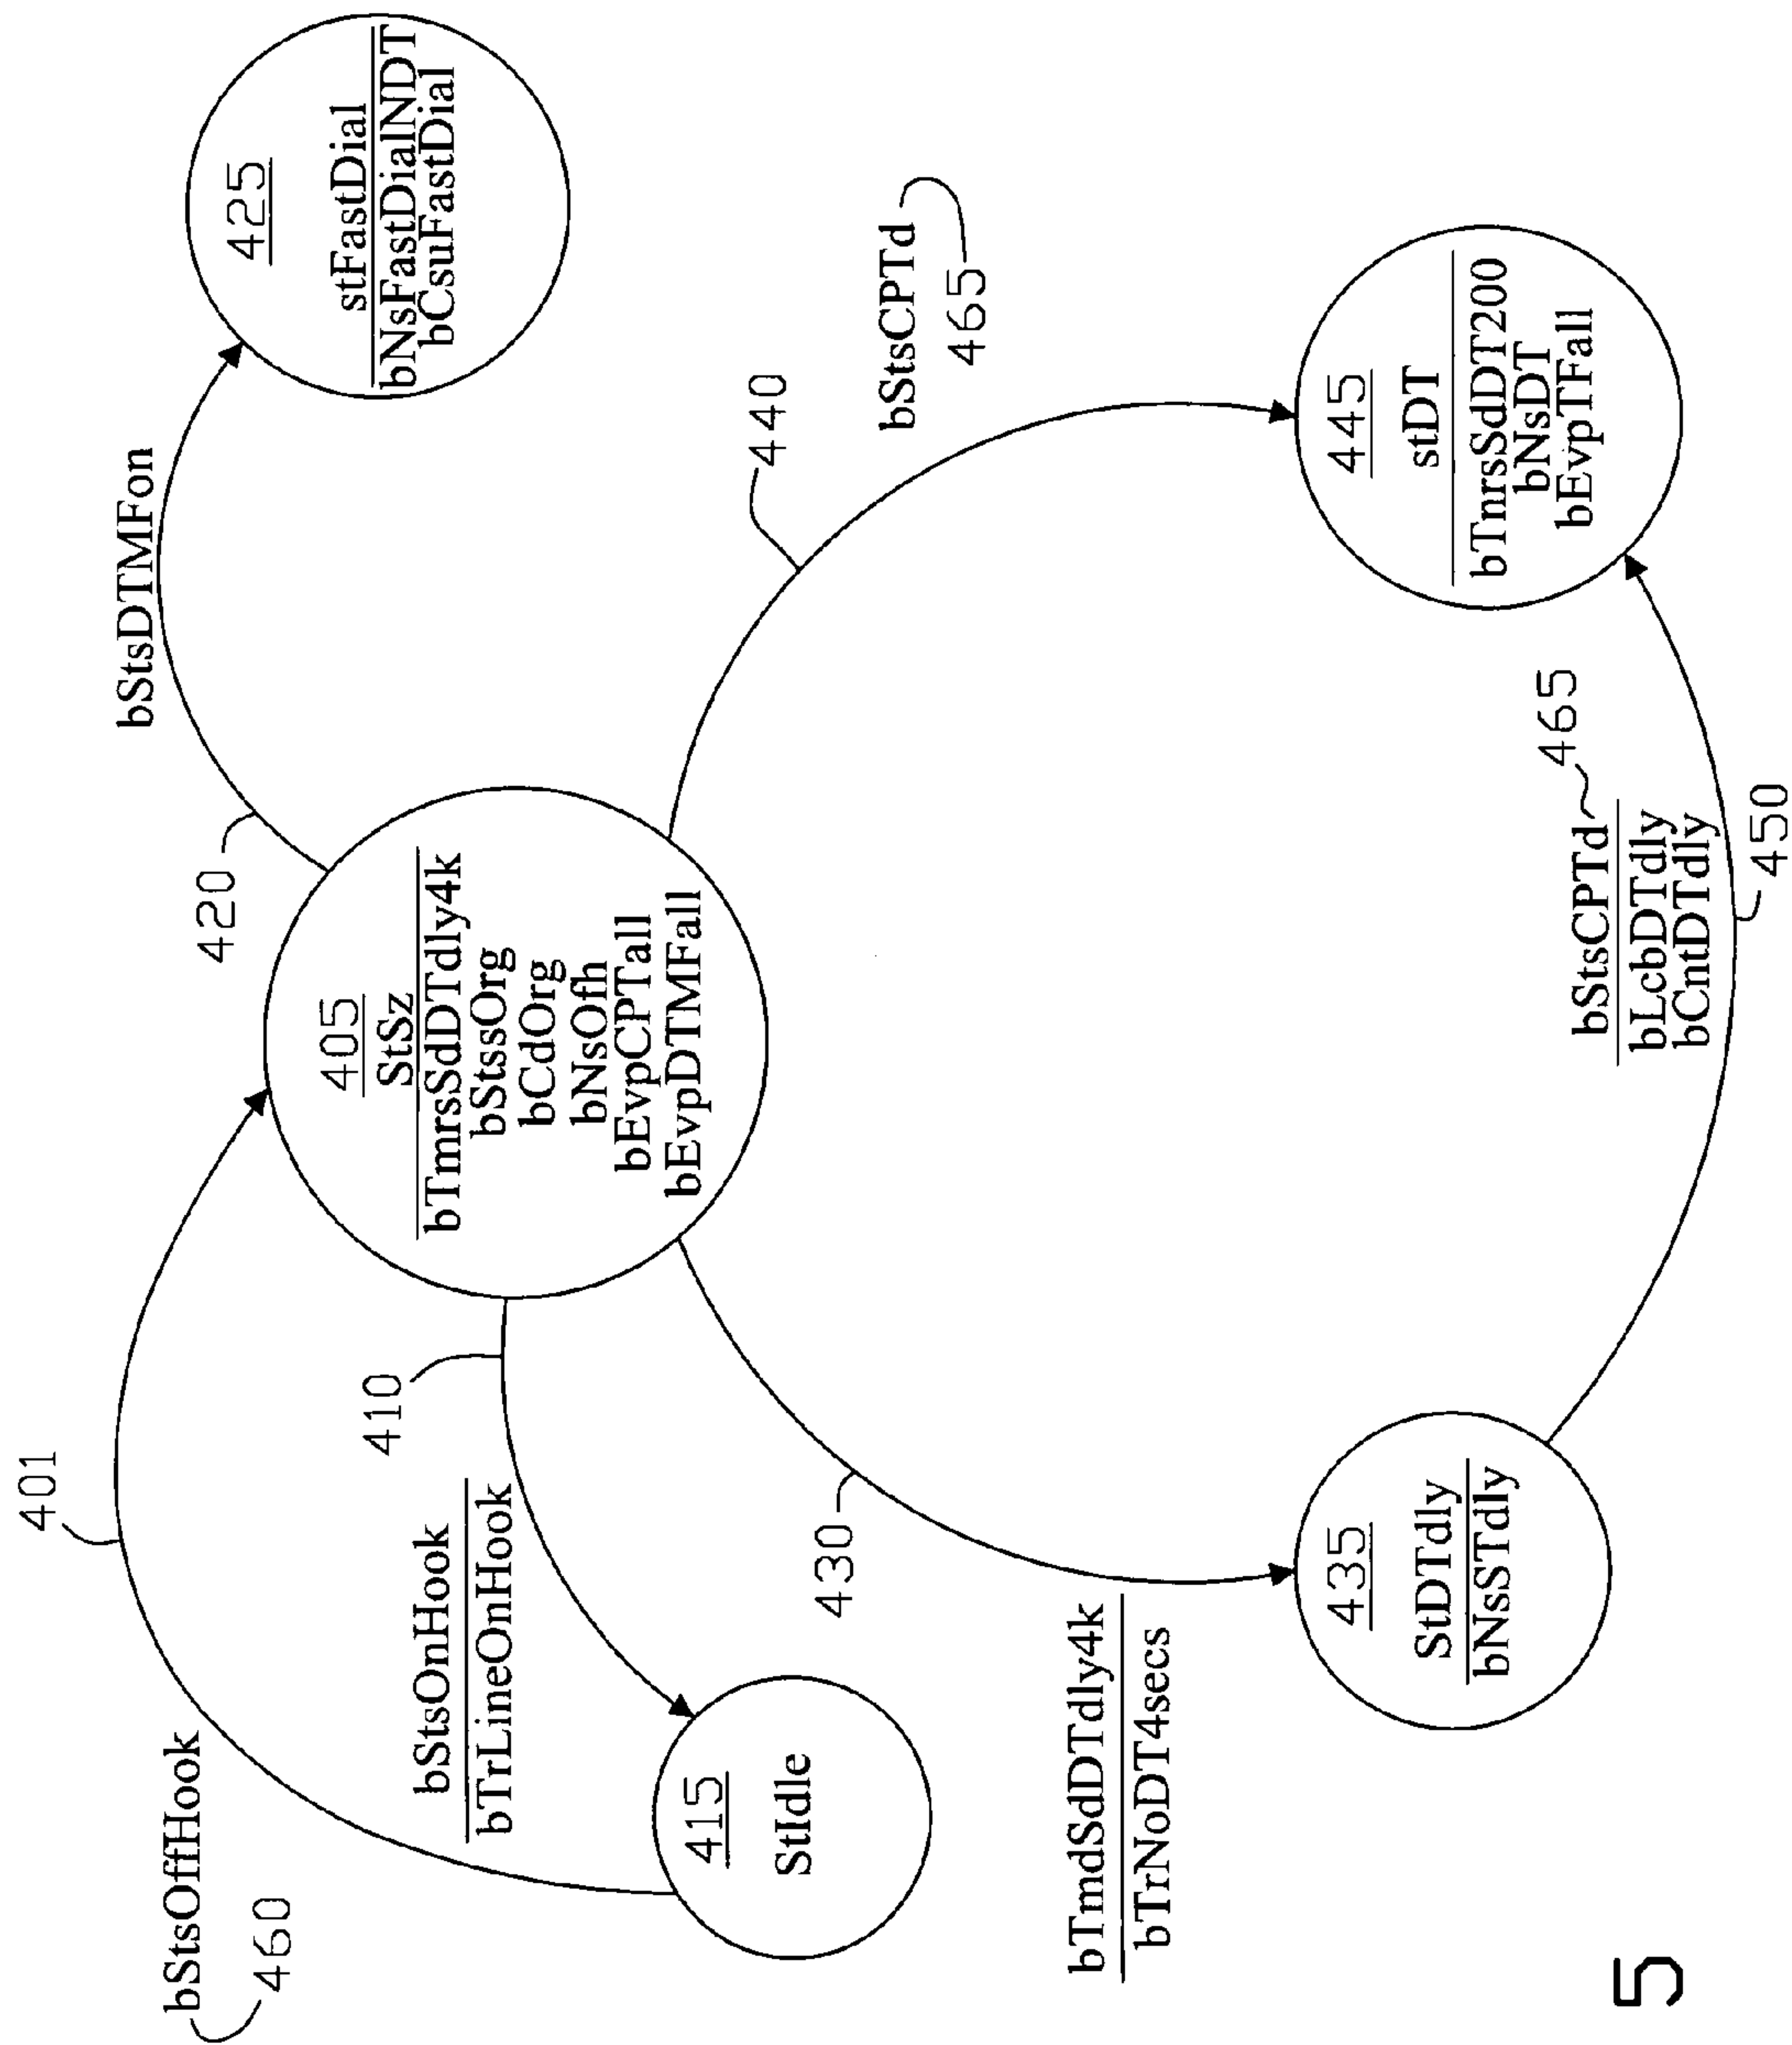 bStsOffHook
460
401
bStsOnHook
bTrLineOnHook
410
415
StIdle
405
StSz
bTmrsSdDTdly4k
bStssOrg
bCdOrg
bNsOfh
bEvpCPTall
bEvpDTMFall
420
bStsDTMFon
425
stFastDial
bNsFastDialNDT
bCsuFastDial
bTmdSdDTdly4k
bTrNoDT4secs
430
435
StDTdly
bNsSTdly
440
bStsCPTd
465
445
stDT
bTmrsSdDT200
bNsDT
bEvpTFall
bStsCPTd
465
bLcbDTdly
bCntDTdly
450
5